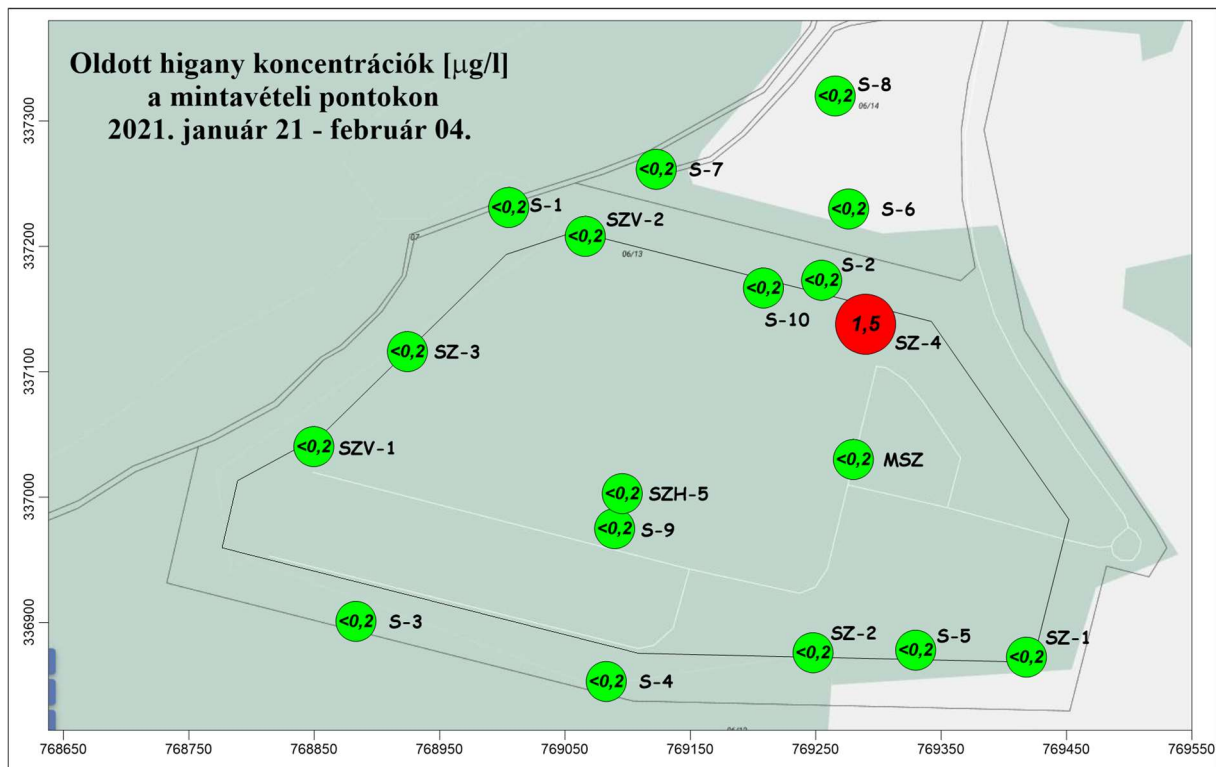 Oldott higany koncentrációk [µg/l]
a mintavételi pontokon
2021. január 21 - február 04.
<0,2 S-8
06/14
<0,2 S-7
<0,2 S-1
<0,2 S-6
<0,2 SZV-2
07
06/13
<0,2 S-2
<0,2 S-10
1,5 SZ-4
<0,2 SZ-3
<0,2 SZV-1
<0,2 MSZ
<0,2 SZH-5
<0,2 S-9
<0,2 S-3
<0,2 SZ-2
<0,2 S-5
<0,2 SZ-1
<0,2 S-4
337300
337200
337100
337000
336900
768650 768750 768850 768950 769050 769150 769250 769350 769450 769550